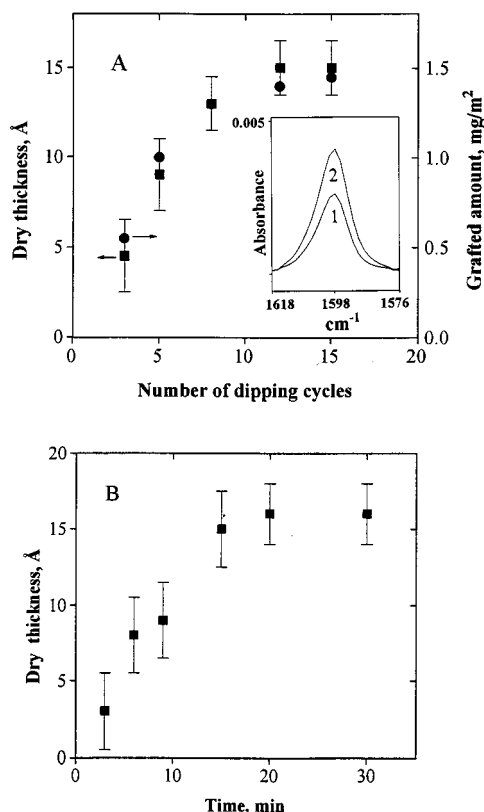 A
Dry thickness, Å
15
10
5
0
1.5
1.0
0.5
0.0
Grafted amount, mg/m²
0.005
Absorbance
2
1
1618 1598 1576
cm⁻¹
0 5 10 15 20
Number of dipping cycles
B
Dry thickness, Å
20
15
10
5
0
0 10 20 30
Time, min